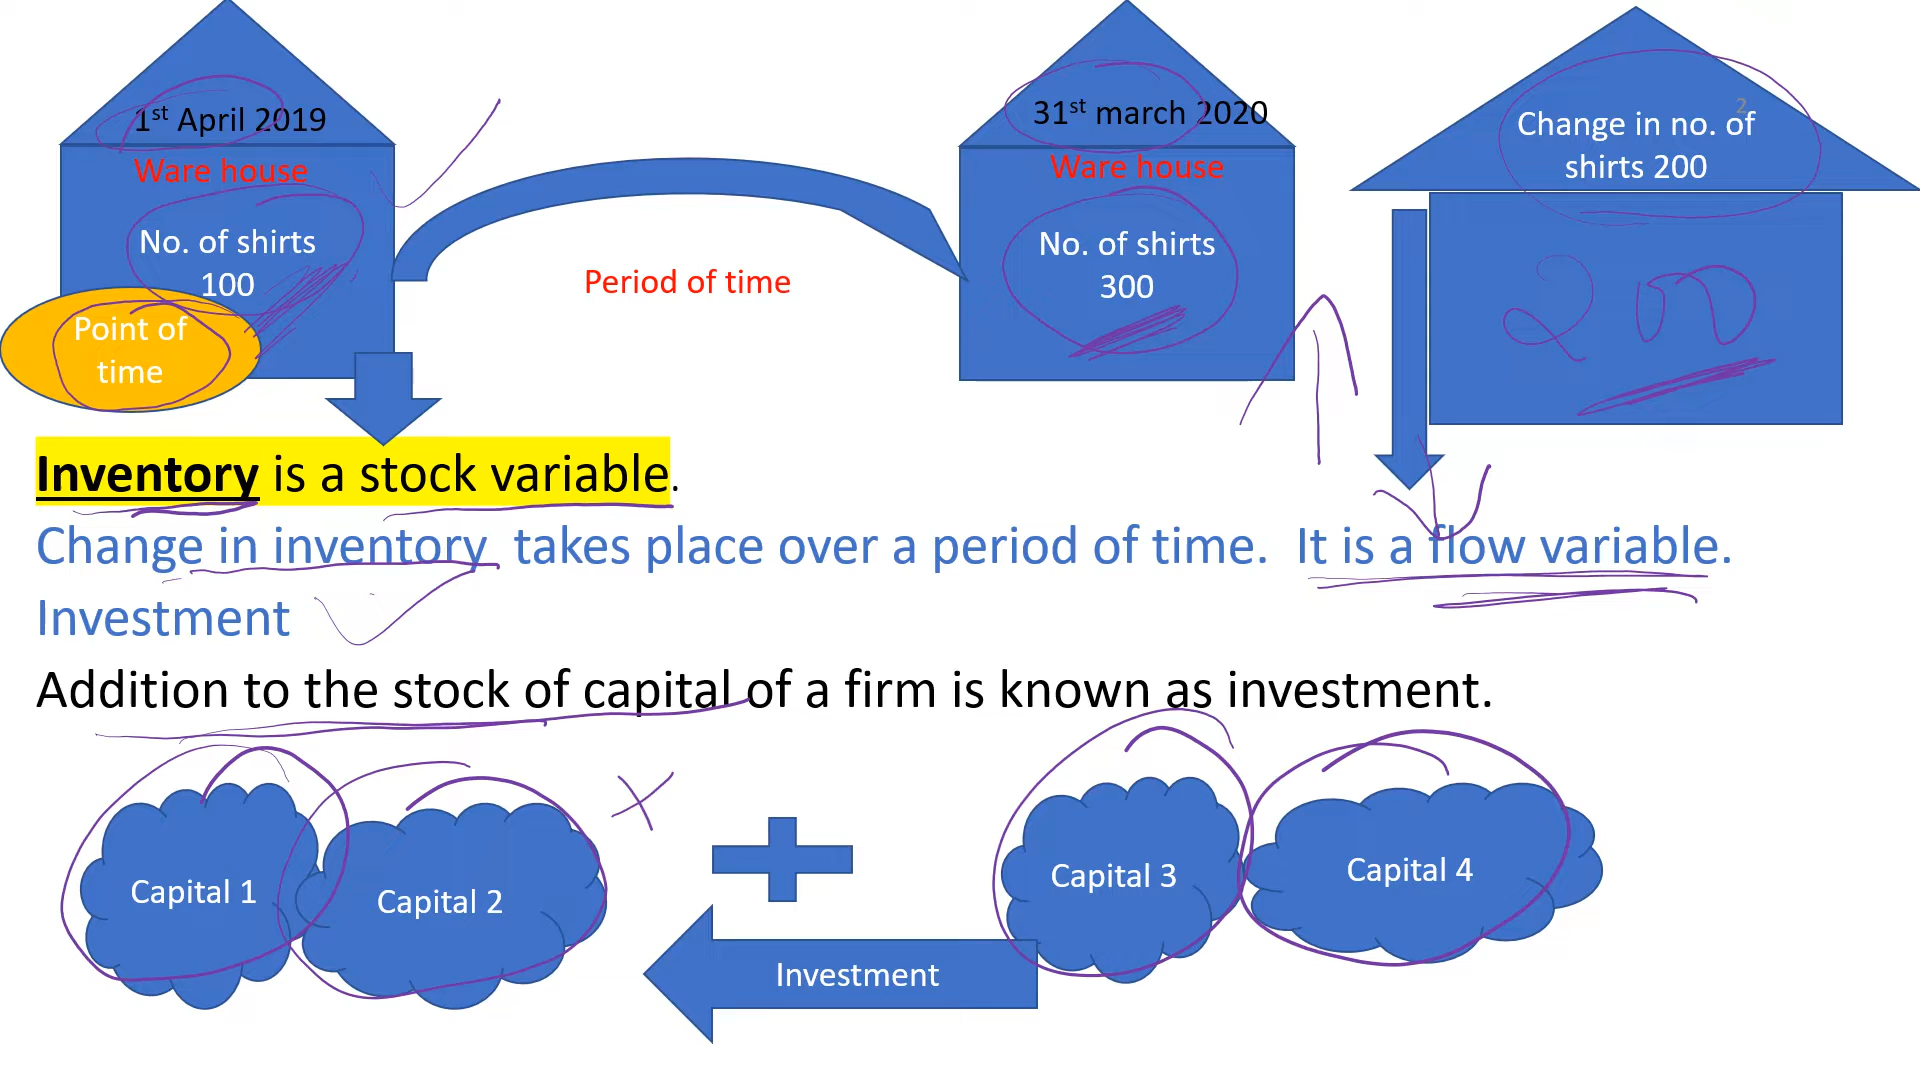 1st April 2019
Ware house
No. of shirts
100
Point of
time
Period of time
31st march 2020
Ware house
No. of shirts
300
2
Change in no. of
shirts 200
200
Inventory is a stock variable.
Change in inventory takes place over a period of time. It is a flow variable.
Investment
Addition to the stock of capital of a firm is known as investment.
Capital 1
Capital 2
Capital 3
Capital 4
Investment